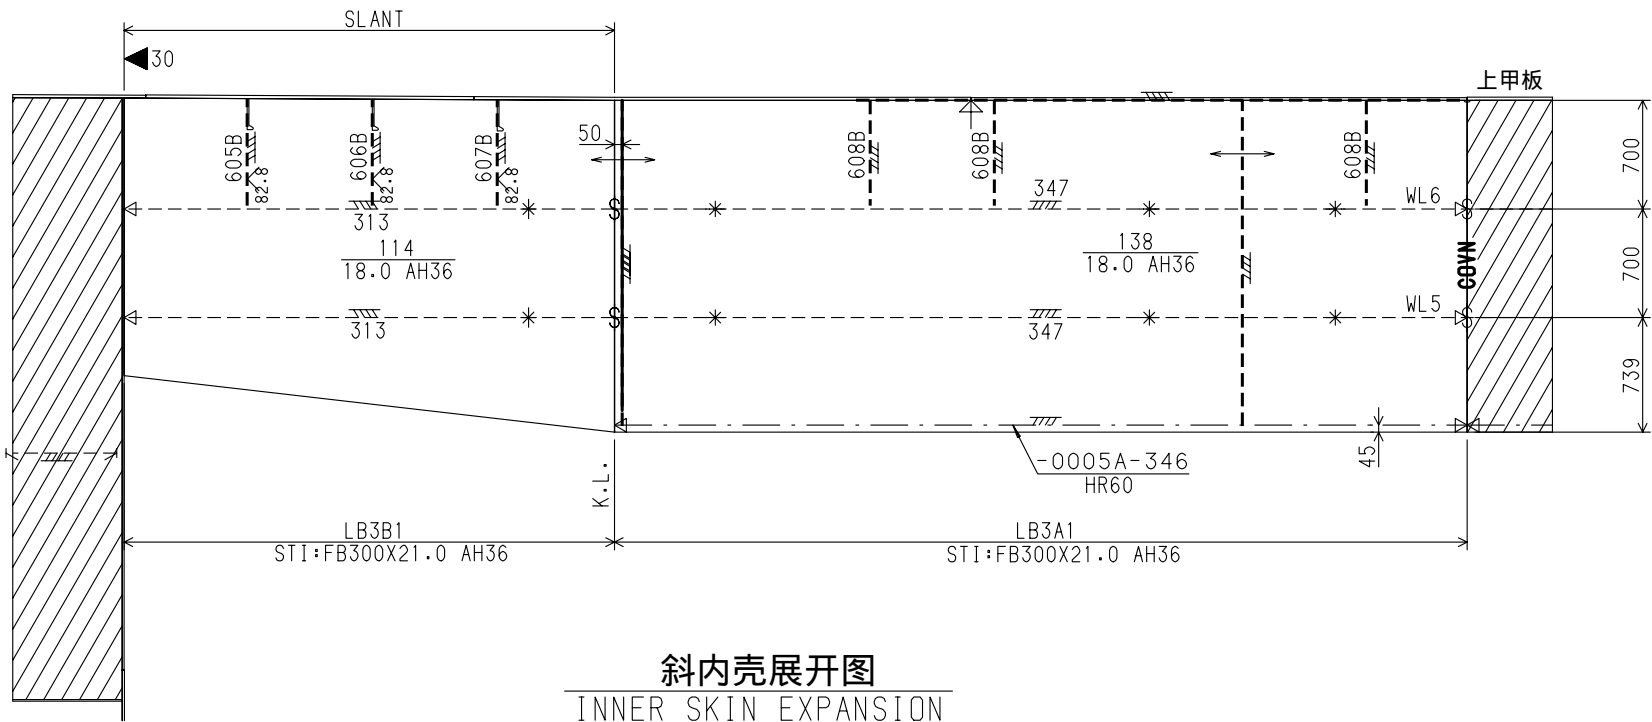 SLANT
30
上甲板
50
605B
82.8
606B
82.8
607B
82.8
608B
608B
608B
700
347
WL6
313
114
18.0 AH36
138
18.0 AH36
COVN
700
WL5
313
347
739
45
-0005A-346
HR60
K.L.
LB3B1
STI:FB300X21.0 AH36
LB3A1
STI:FB300X21.0 AH36
斜内壳展开图
INNER SKIN EXPANSION